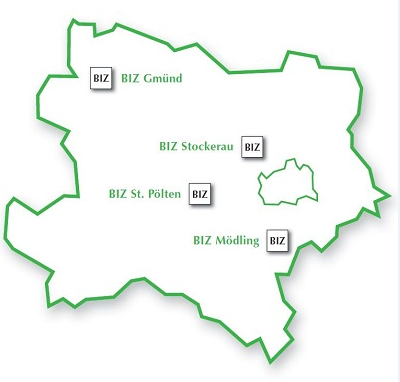 BIZ BIZ Gmünd
BIZ Stockerau BIZ
BIZ St. Pölten BIZ
BIZ Mödling BIZ